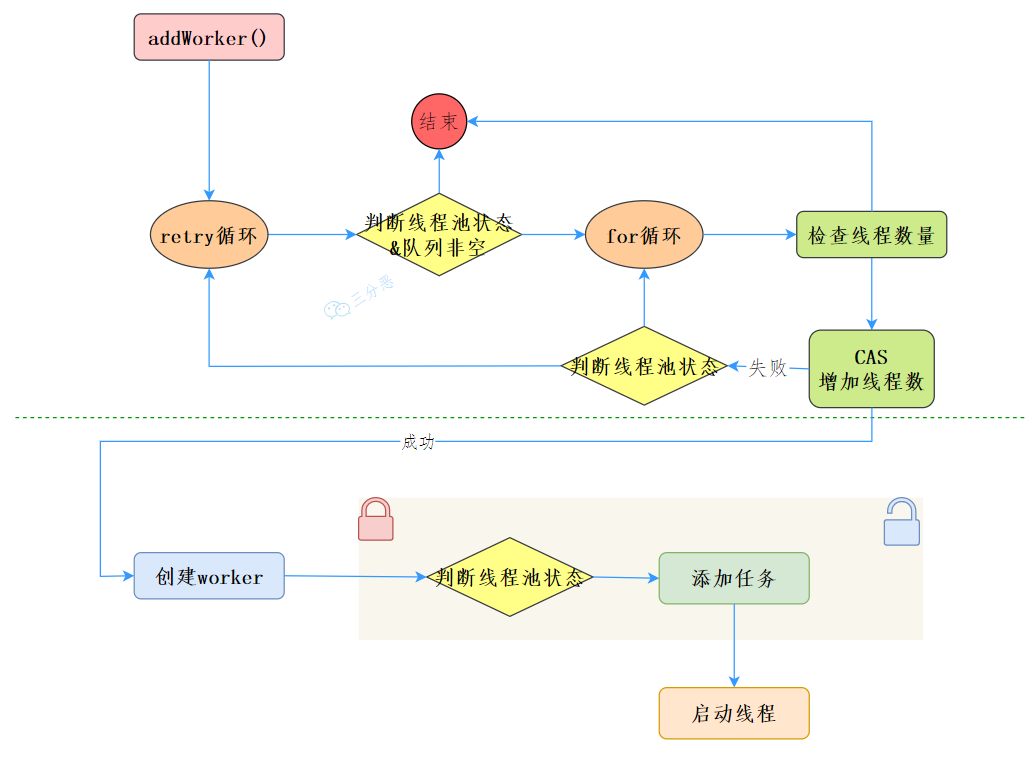 addWorker()
结束
retry循环
判断线程池状态
&队列非空
for循环
检查线程数量
三分恶
判断线程池状态
失败
CAS
增加线程数
成功
创建worker
判断线程池状态
添加任务
启动线程